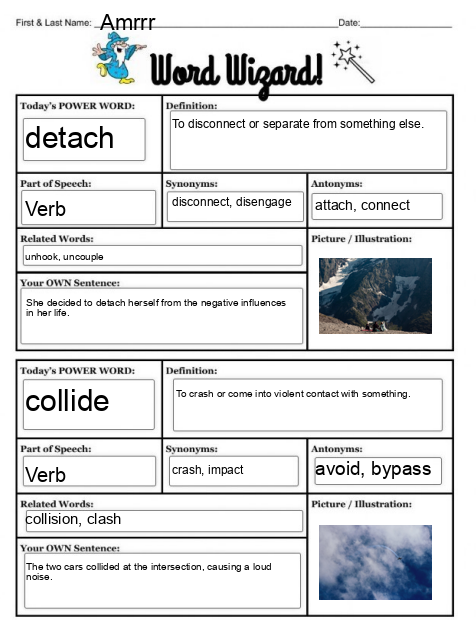 First & Last Name: Amrrr Date:
Word Wizard!
Today's POWER WORD:
detach
Definition:
To disconnect or separate from something else.
Part of Speech:
Verb
Synonyms:
disconnect, disengage
Antonyms:
attach, connect
Related Words:
unhook, uncouple
Picture / Illustration:
Your OWN Sentence:
She decided to detach herself from the negative influences
in her life.
Today's POWER WORD:
collide
Definition:
To crash or come into violent contact with something.
Part of Speech:
Verb
Synonyms:
crash, impact
Antonyms:
avoid, bypass
Related Words:
collision, clash
Picture / Illustration:
Your OWN Sentence:
The two cars collided at the intersection, causing a loud
noise.